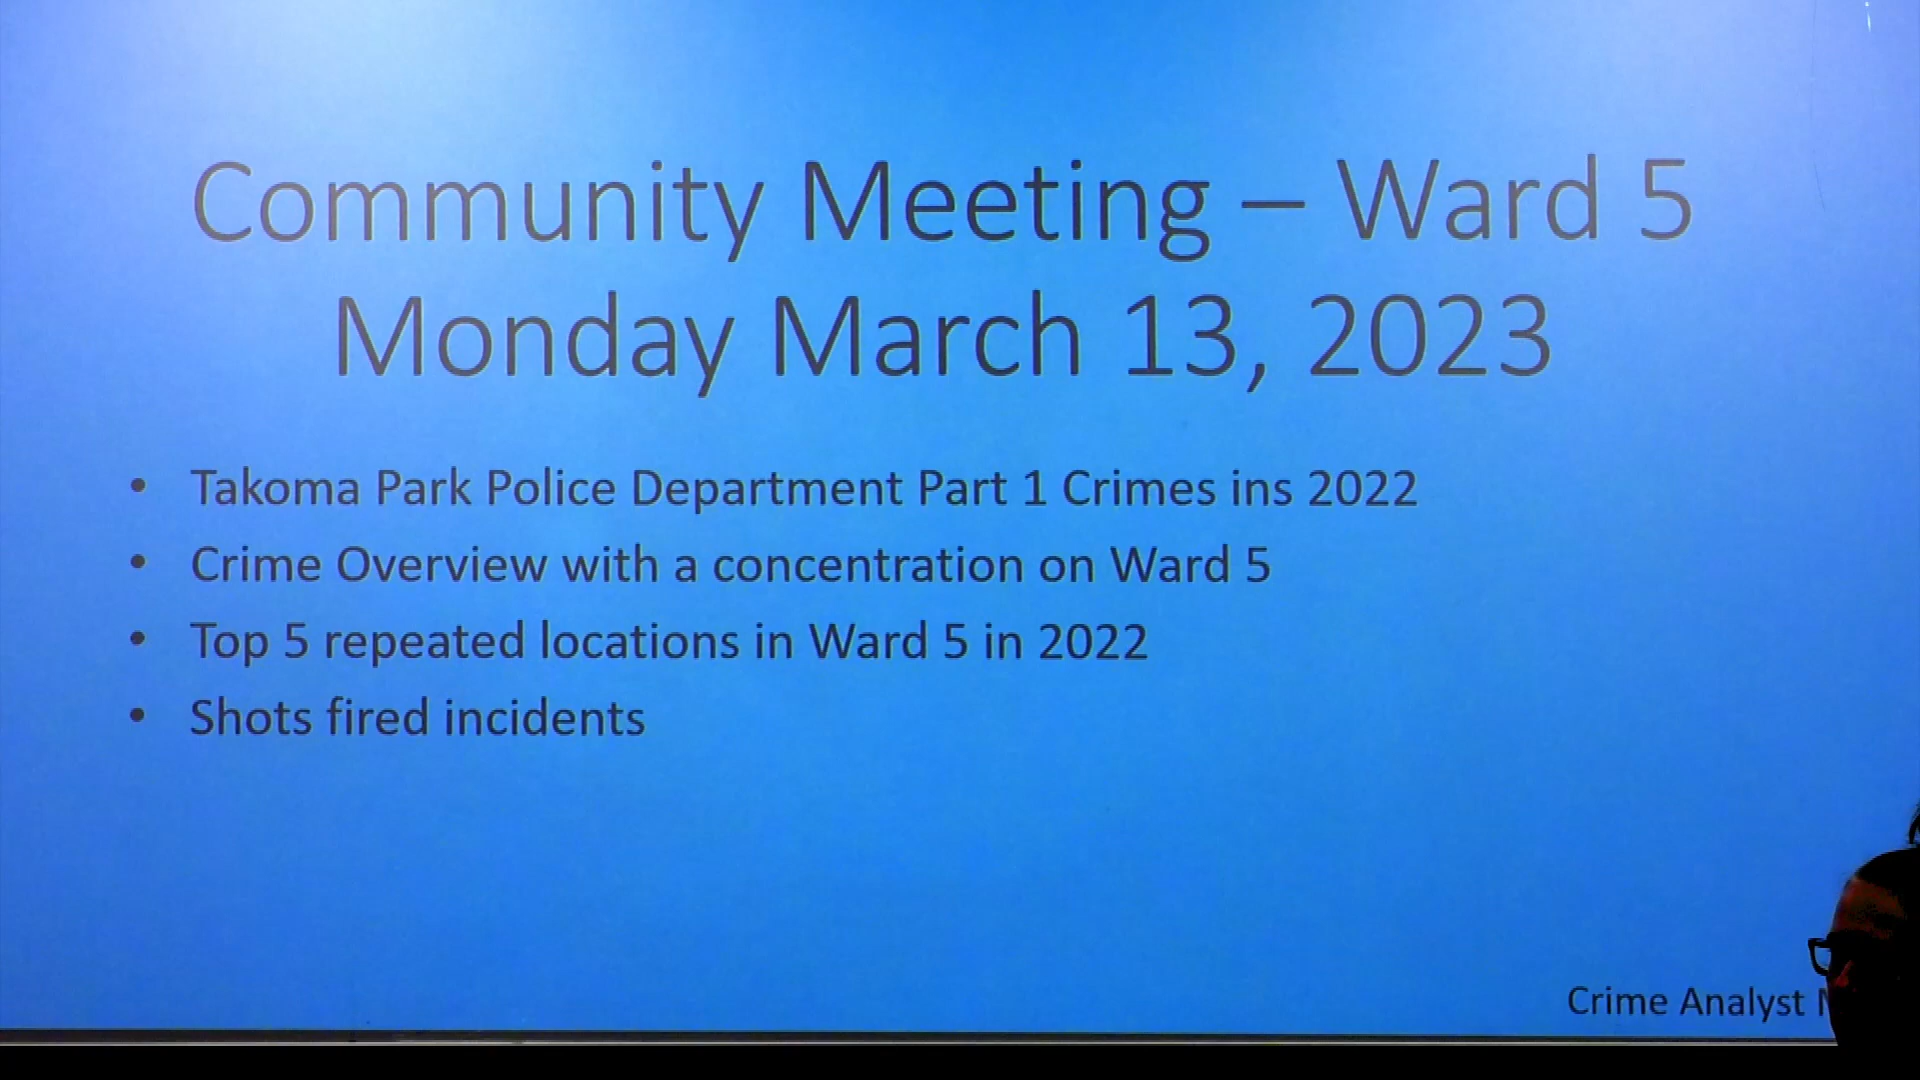 Community Meeting – Ward 5
Monday March 13, 2023
• Takoma Park Police Department Part 1 Crimes ins 2022
• Crime Overview with a concentration on Ward 5
• Top 5 repeated locations in Ward 5 in 2022
• Shots fired incidents
Crime Analyst